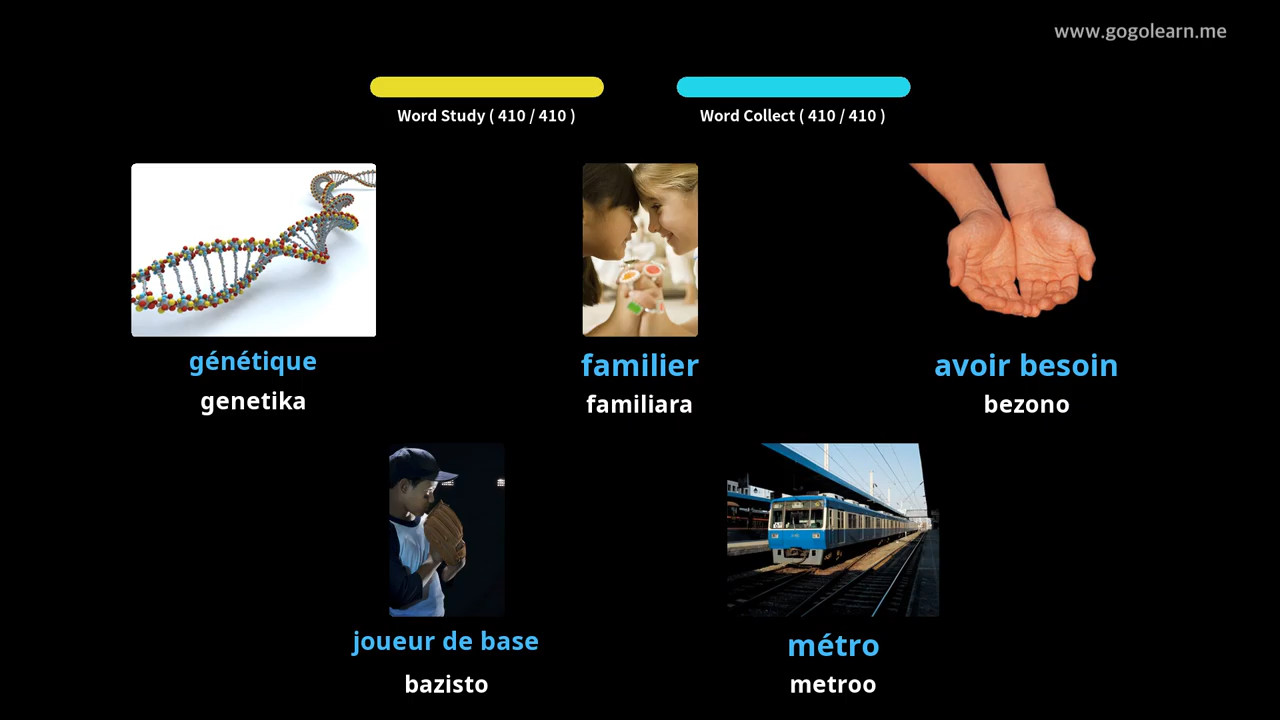 www.gogolearn.me
Word Study ( 410 / 410 )
Word Collect ( 410 / 410 )
génétique
genetika
familier
familiara
avoir besoin
bezono
joueur de base
bazisto
métro
metroo